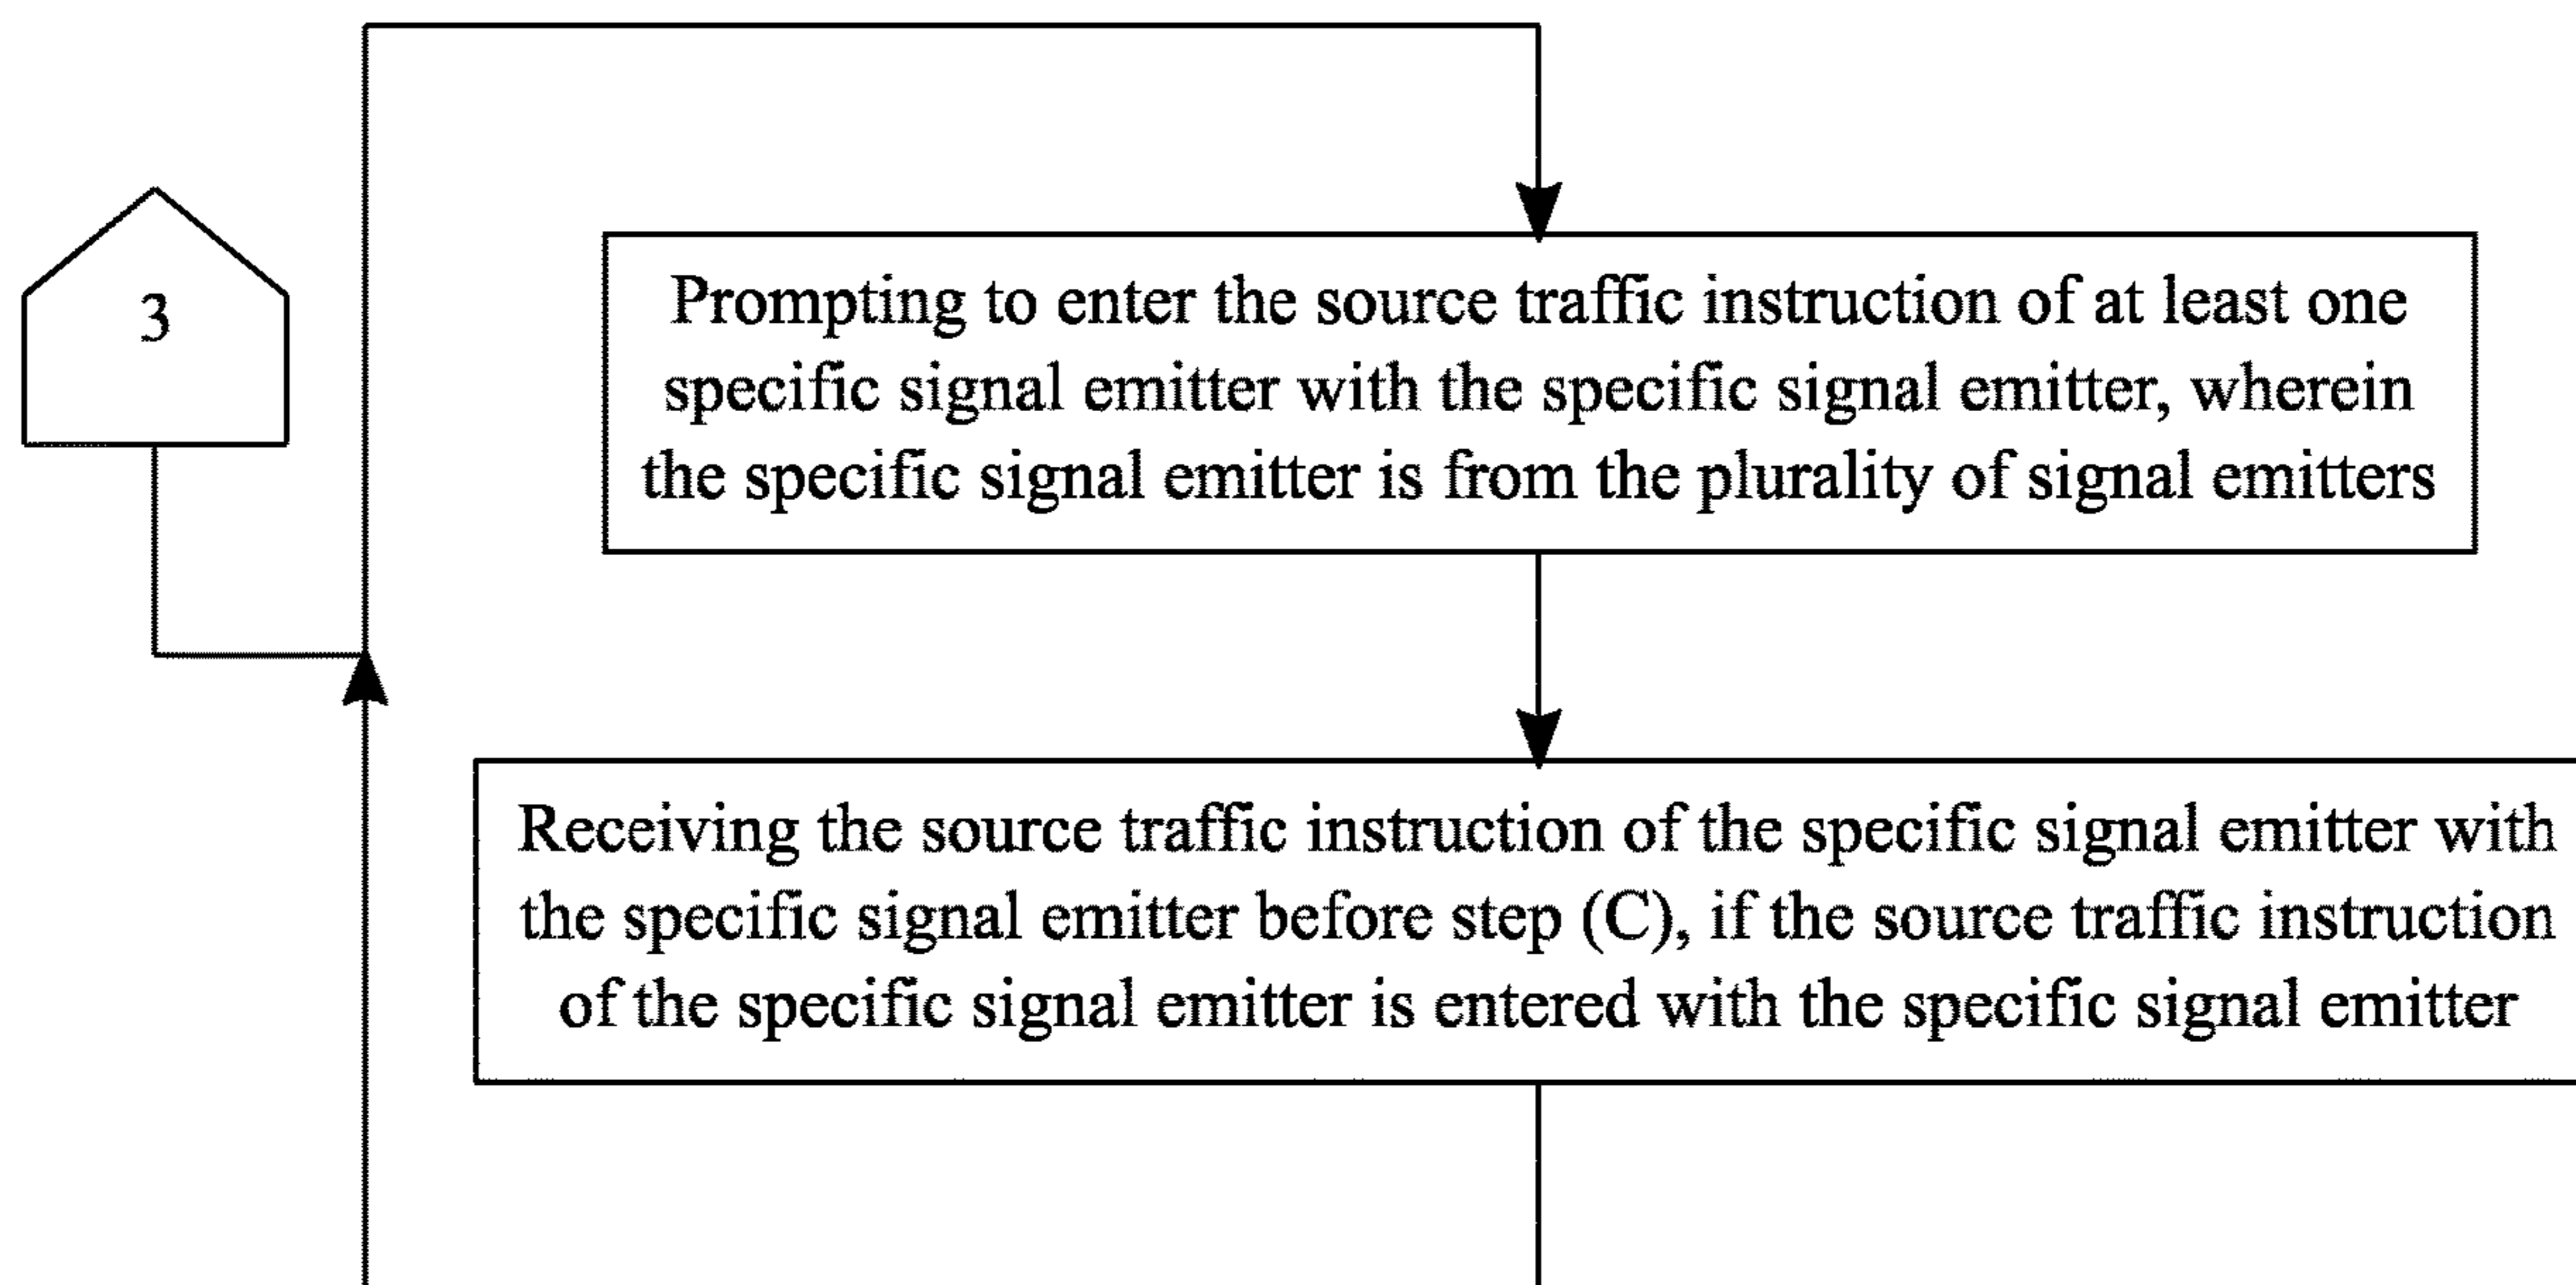 3
Prompting to enter the source traffic instruction of at least one
specific signal emitter with the specific signal emitter, wherein
the specific signal emitter is from the plurality of signal emitters
Receiving the source traffic instruction of the specific signal emitter with
the specific signal emitter before step (C), if the source traffic instruction
of the specific signal emitter is entered with the specific signal emitter